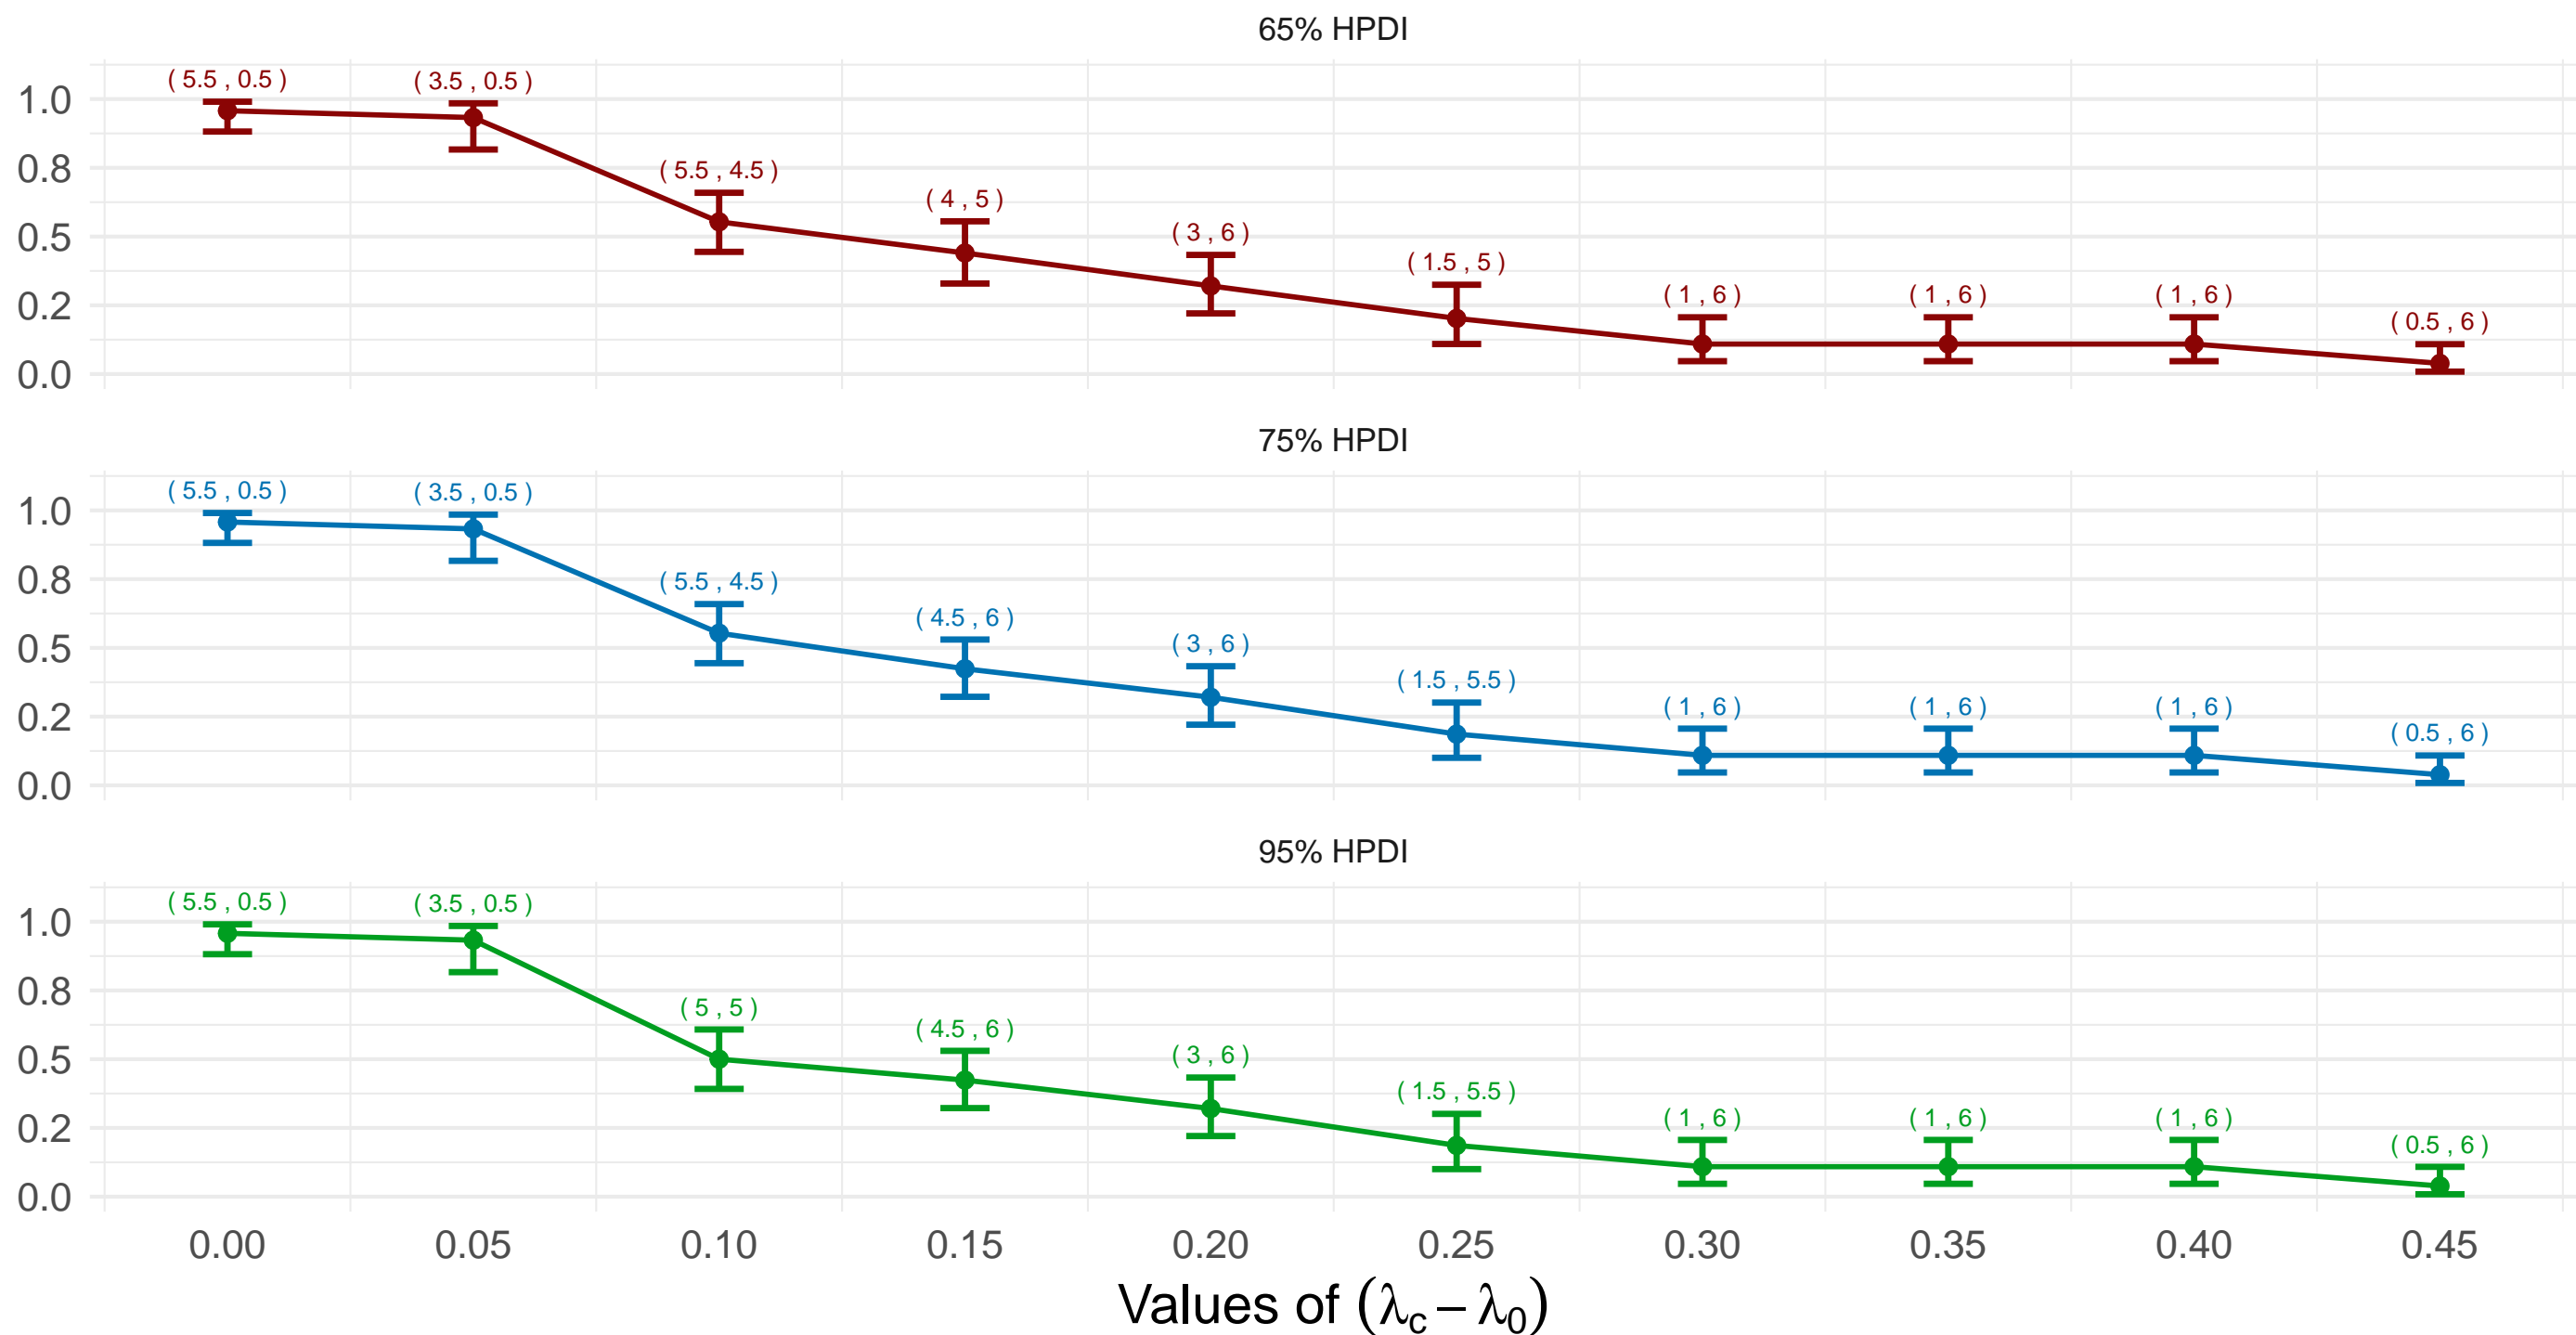 65% HPDI
( 5.5 , 0.5 ) ( 3.5 , 0.5 ) ( 5.5 , 4.5 ) ( 4 , 5 ) ( 3 , 6 ) ( 1.5 , 5 ) ( 1 , 6 ) ( 1 , 6 ) ( 1 , 6 ) ( 0.5 , 6 )
1.0
0.8
0.5
0.2
0.0
75% HPDI
( 5.5 , 0.5 ) ( 3.5 , 0.5 ) ( 5.5 , 4.5 ) ( 4.5 , 6 ) ( 3 , 6 ) ( 1.5 , 5.5 ) ( 1 , 6 ) ( 1 , 6 ) ( 1 , 6 ) ( 0.5 , 6 )
1.0
0.8
0.5
0.2
0.0
95% HPDI
( 5.5 , 0.5 ) ( 3.5 , 0.5 ) ( 5 , 5 ) ( 4.5 , 6 ) ( 3 , 6 ) ( 1.5 , 5.5 ) ( 1 , 6 ) ( 1 , 6 ) ( 1 , 6 ) ( 0.5 , 6 )
1.0
0.8
0.5
0.2
0.0
0.00 0.05 0.10 0.15 0.20 0.25 0.30 0.35 0.40 0.45
Values of (λc – λ0)